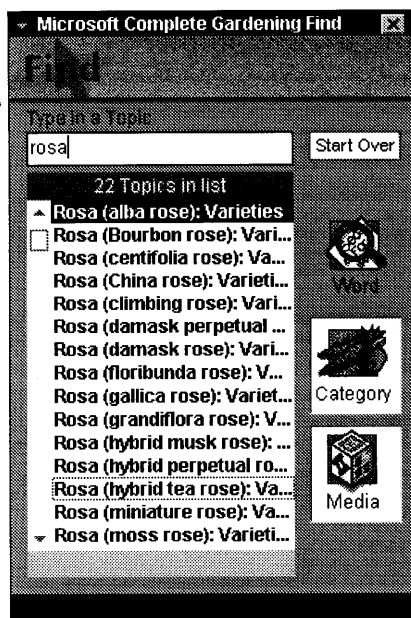 Microsoft Complete Gardening Find
Find
Type in a Topic
rosa
Start Over
22 Topics in list
Rosa (alba rose): Varieties
Rosa (Bourbon rose): Vari...
Rosa (centifolia rose): Va...
Rosa (China rose): Varieti...
Rosa (climbing rose): Vari...
Rosa (damask perpetual ...
Rosa (damask rose): Vari...
Rosa (floribunda rose): V...
Rosa (gallica rose): Variet...
Rosa (grandiflora rose): V...
Rosa (hybrid musk rose): ...
Rosa (hybrid perpetual ro...
Rosa (hybrid tea rose): Va...
Rosa (miniature rose): Va...
Rosa (moss rose): Varieti...
Word
Category
Media